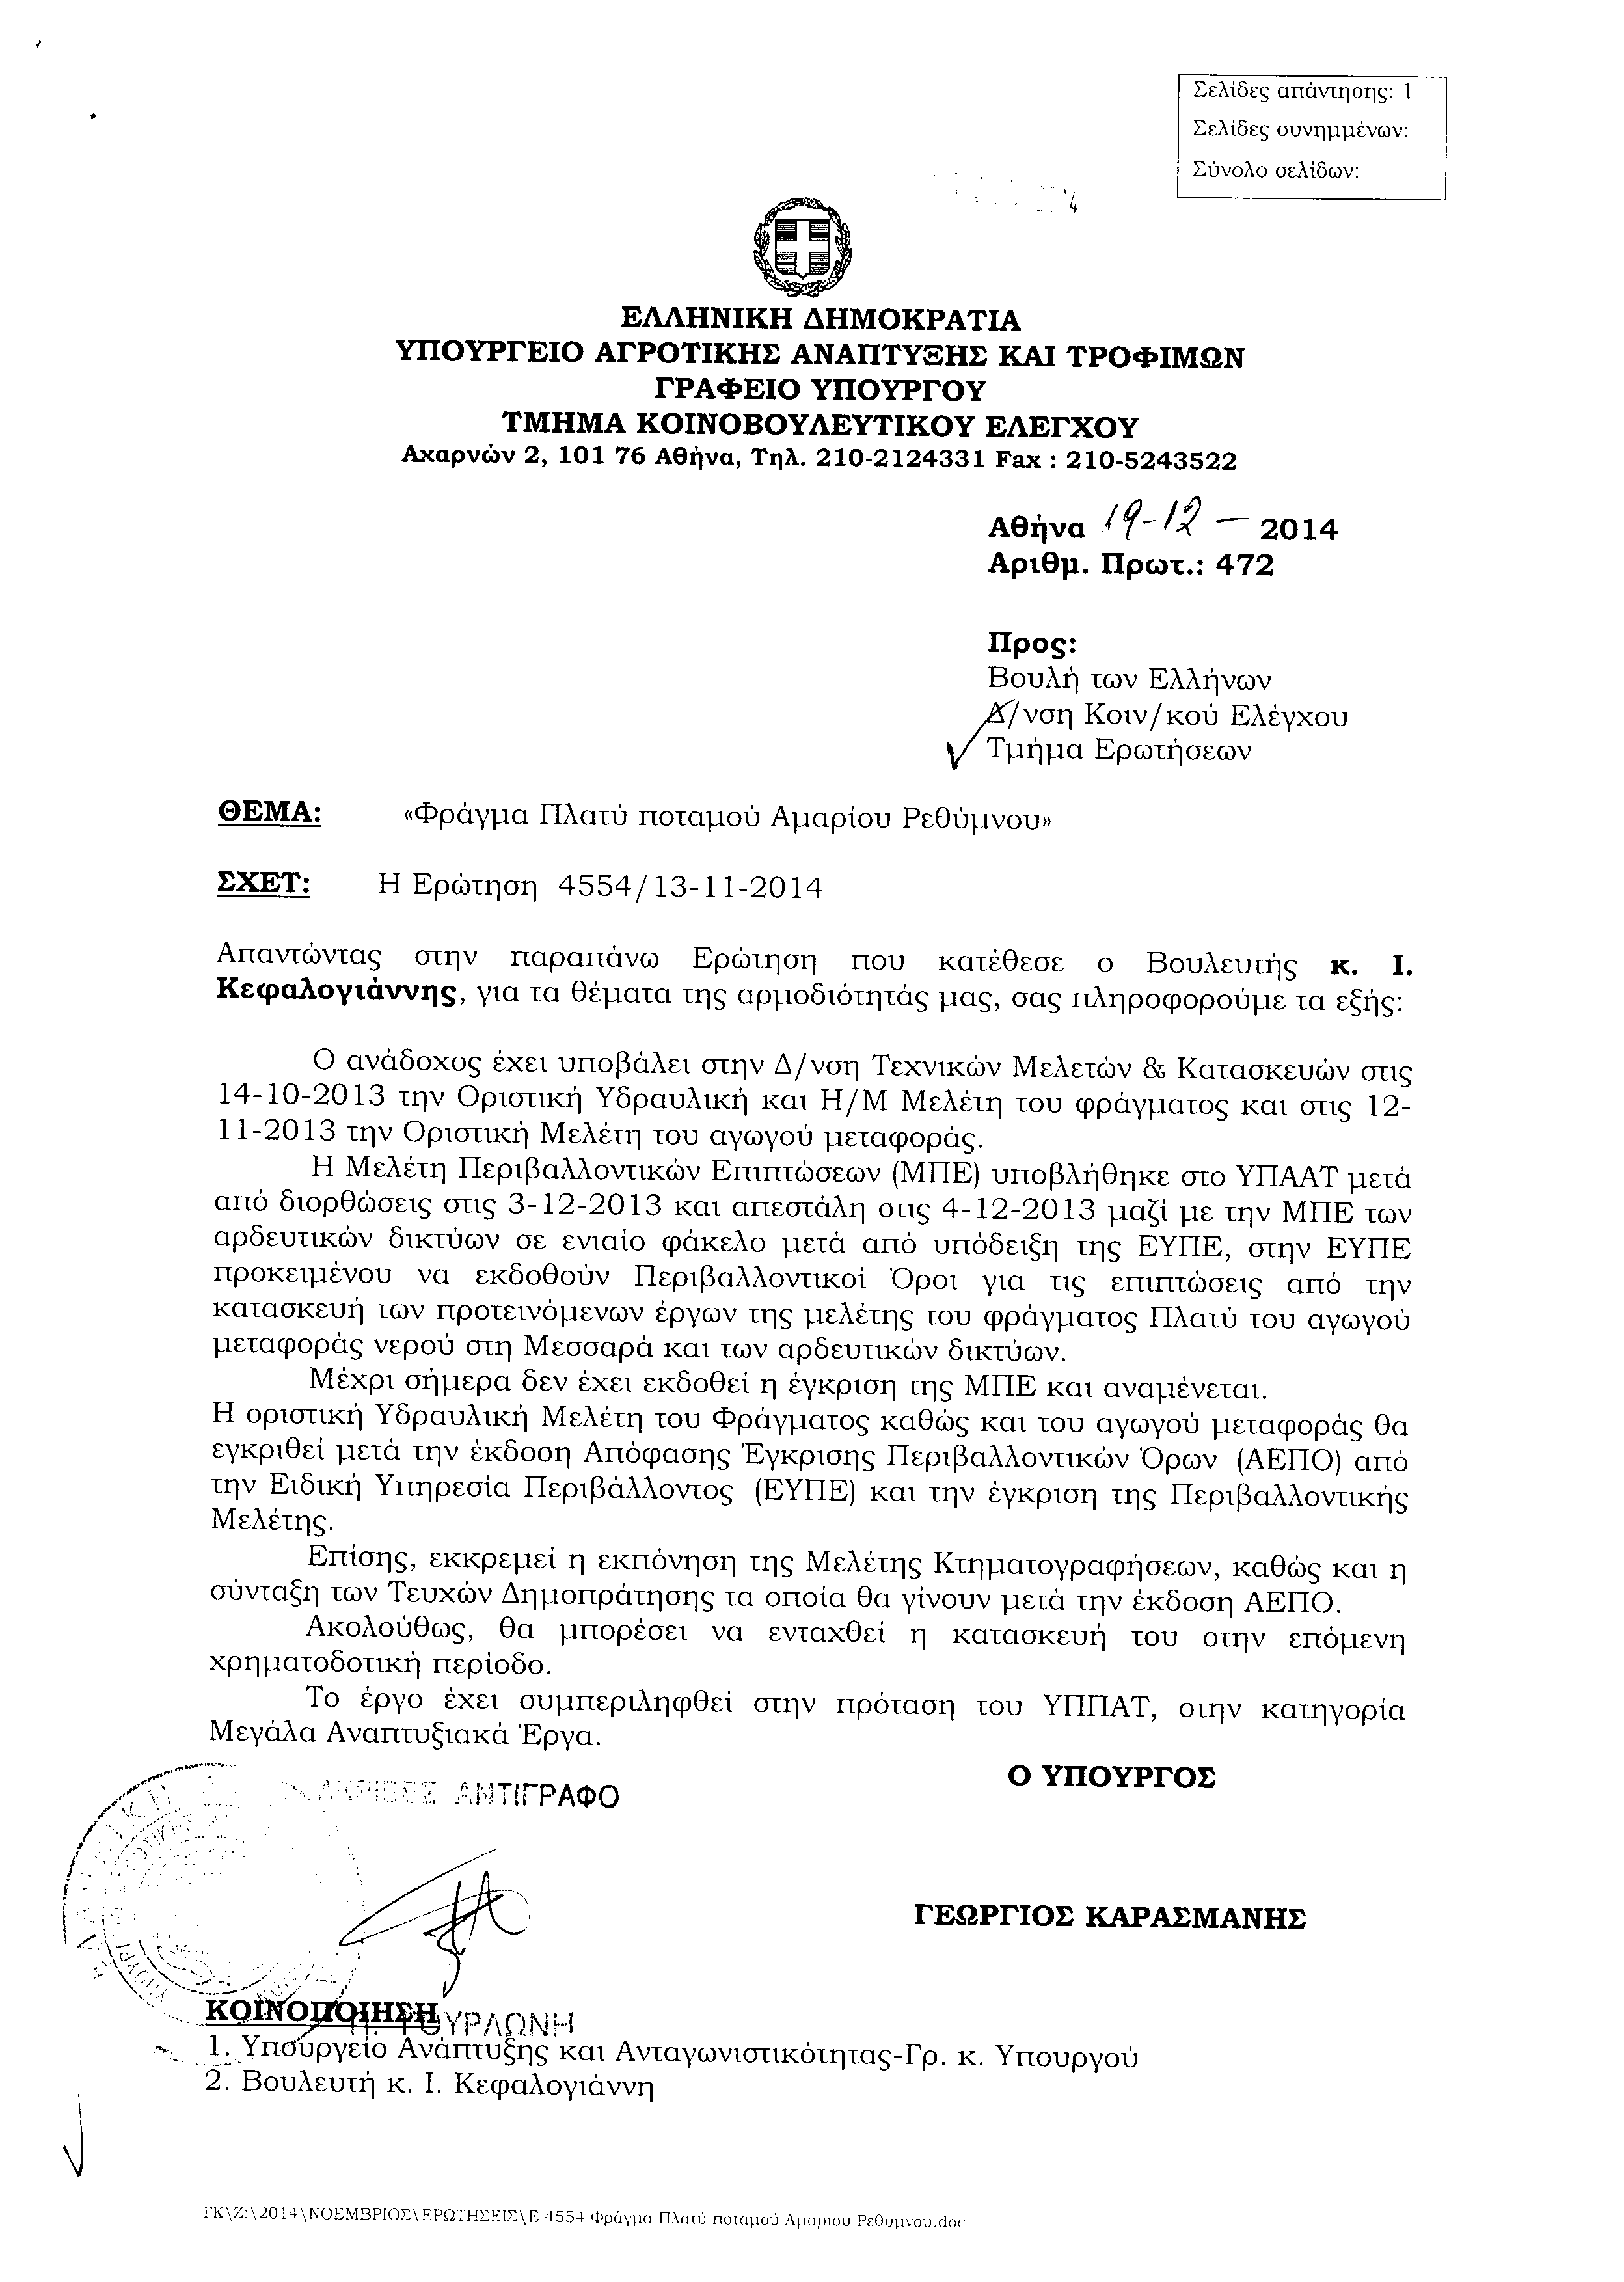 Σελίδες απάντησης: 1
Σελίδες συνημμένων:
Σύνολο σελίδων:
ΕΛΛΗΝΙΚΗ ΔΗΜΟΚΡΑΤΙΑ
ΥΠΟΥΡΓΕΙΟ ΑΓΡΟΤΙΚΗΣ ΑΝΑΠΤΥΞΗΣ ΚΑΙ ΤΡΟΦΙΜΩΝ
ΓΡΑΦΕΙΟ ΥΠΟΥΡΓΟΥ
ΤΜΗΜΑ ΚΟΙΝΟΒΟΥΛΕΥΤΙΚΟΥ ΕΛΕΓΧΟΥ
Αχαρνών 2, 101 76 Αθήνα, Τηλ. 210-2124331 Fax : 210-5243522
Αθήνα 19-12 - 2014
Αριθμ. Πρωτ.: 472
Προς:
Βουλή των Ελλήνων
Δ/νση Κοιν/κού Ελέγχου
Τμήμα Ερωτήσεων
ΘΕΜΑ: «Φράγμα Πλατύ ποταμού Αμαρίου Ρεθύμνου»
ΣΧΕΤ: Η Ερώτηση 4554/13-11-2014
Απαντώντας στην παραπάνω Ερώτηση που κατέθεσε ο Βουλευτής κ. Ι.
Κεφαλογιάννης, για τα θέματα της αρμοδιότητάς μας, σας πληροφορούμε τα εξής:
Ο ανάδοχος έχει υποβάλει στην Δ/νση Τεχνικών Μελετών & Κατασκευών στις
14-10-2013 την Οριστική Υδραυλική και Η/Μ Μελέτη του φράγματος και στις 12-
11-2013 την Οριστική Μελέτη του αγωγού μεταφοράς.
Η Μελέτη Περιβαλλοντικών Επιπτώσεων (ΜΠΕ) υποβλήθηκε στο ΥΠΑΑΤ μετά
από διορθώσεις στις 3-12-2013 και απεστάλη στις 4-12-2013 μαζί με την ΜΠΕ των
αρδευτικών δικτύων σε ενιαίο φάκελο μετά από υπόδειξη της ΕΥΠΕ, στην ΕΥΠΕ
προκειμένου να εκδοθούν Περιβαλλοντικοί Όροι για τις επιπτώσεις από την
κατασκευή των προτεινόμενων έργων της μελέτης του φράγματος Πλατύ του αγωγού
μεταφοράς νερού στη Μεσσαρά και των αρδευτικών δικτύων.
Μέχρι σήμερα δεν έχει εκδοθεί η έγκριση της ΜΠΕ και αναμένεται.
Η οριστική Υδραυλική Μελέτη του Φράγματος καθώς και του αγωγού μεταφοράς θα
εγκριθεί μετά την έκδοση Απόφασης Έγκρισης Περιβαλλοντικών Όρων (ΑΕΠΟ) από
την Ειδική Υπηρεσία Περιβάλλοντος (ΕΥΠΕ) και την έγκριση της Περιβαλλοντικής
Μελέτης.
Επίσης, εκκρεμεί η εκπόνηση της Μελέτης Κτηματογραφήσεων, καθώς και η
σύνταξη των Τευχών Δημοπράτησης τα οποία θα γίνουν μετά την έκδοση ΑΕΠΟ.
Ακολούθως, θα μπορέσει να ενταχθεί η κατασκευή του στην επόμενη
χρηματοδοτική περίοδο.
Το έργο έχει συμπεριληφθεί στην πρόταση του ΥΠΠΑΤ, στην κατηγορία
Μεγάλα Αναπτυξιακά Έργα.
ΑΚΡΙΒΕΣ ΑΝΤΙΓΡΑΦΟ
Ο ΥΠΟΥΡΓΟΣ
ΓΕΩΡΓΙΟΣ ΚΑΡΑΣΜΑΝΗΣ
ΚΟΙΝΟΠΟΙΗΣΗ
1. Υπουργείο Ανάπτυξης και Ανταγωνιστικότητας-Γρ. κ. Υπουργού
2. Βουλευτή κ. Ι. Κεφαλογιάννη
ΓΚ\Z:\2014\ΝΟΕΜΒΡΙΟΣ\ΕΡΩΤΗΣΕΙΣ\Ε 4554 Φράγμα Πλατύ ποταμού Αμαρίου Ρεθυμνου.doc